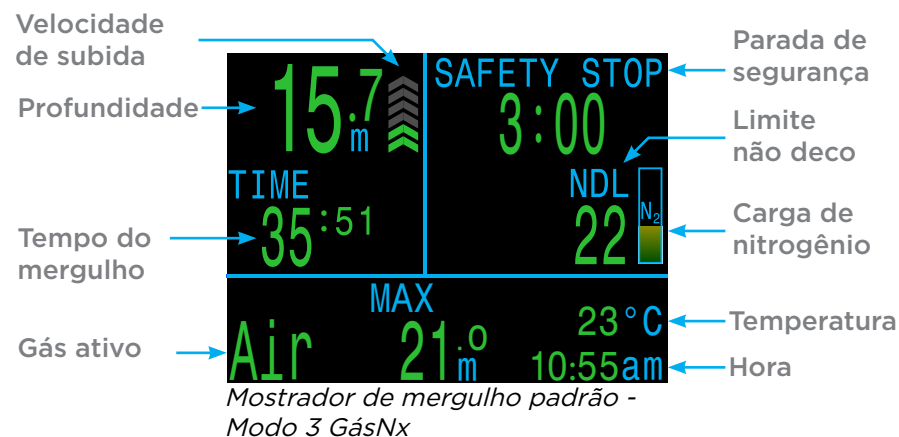 Velocidade
de subida
Profundidade
Tempo do
mergulho
Gás ativo
15.7
m
TIME
35:51
SAFETY STOP
3:00
NDL
22
N2
MAX
Air
21.0
m
23°C
10:55am
Parada de
segurança
Limite
não deco
Carga de
nitrogênio
Temperatura
Hora
Mostrador de mergulho padrão -
Modo 3 GásNx